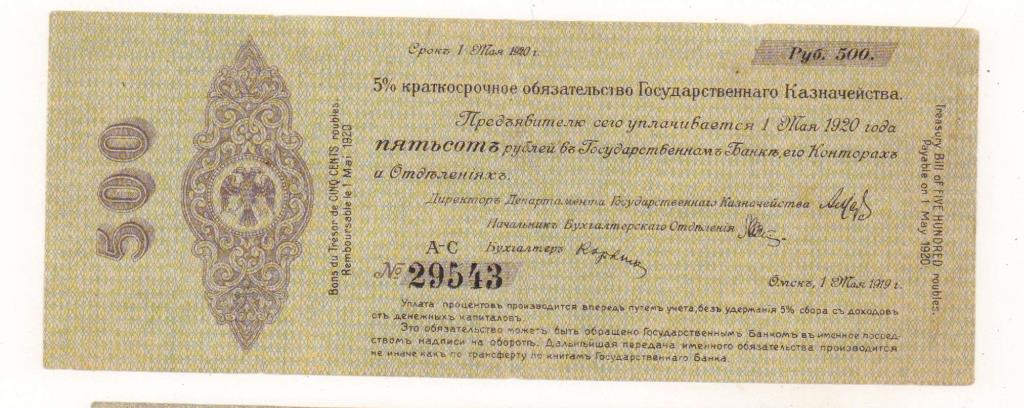 500
Bons du Trésor de CINQ CENTS roubles.
Remboursable le 1 Mai 1920
Срокъ 1 Мая 1920 г.
Руб. 500.
5% краткосрочное обязательство Государственнаго Казначейства.
Предъявителю сего уплачивается 1 Мая 1920 года
пятьсотъ рублей въ Государственномъ Банкѣ, его Конторахъ
и Отдѣленіяхъ.
Директоръ Департамента Государственнаго Казначейства
Начальникъ Бухгалтерскаго Отдѣленія
А-С Бухгалтеръ
№ 29543
Омскъ, 1 Мая 1919 г.
Уплата процентовъ производится впередъ путемъ учета, безъ удержанія 5% сбора съ доходовъ
отъ денежныхъ капиталовъ.
Это обязательство можетъ быть обращено Государственнымъ Банкомъ въ именное посред-
ствомъ надписи на оборотѣ. Дальнѣйшая передача именного обязательства производится
не иначе какъ по трансферту по книгамъ Государственнаго Банка.
Treasury Bill of FIVE HUNDRED roubles.
Payable on 1 May 1920